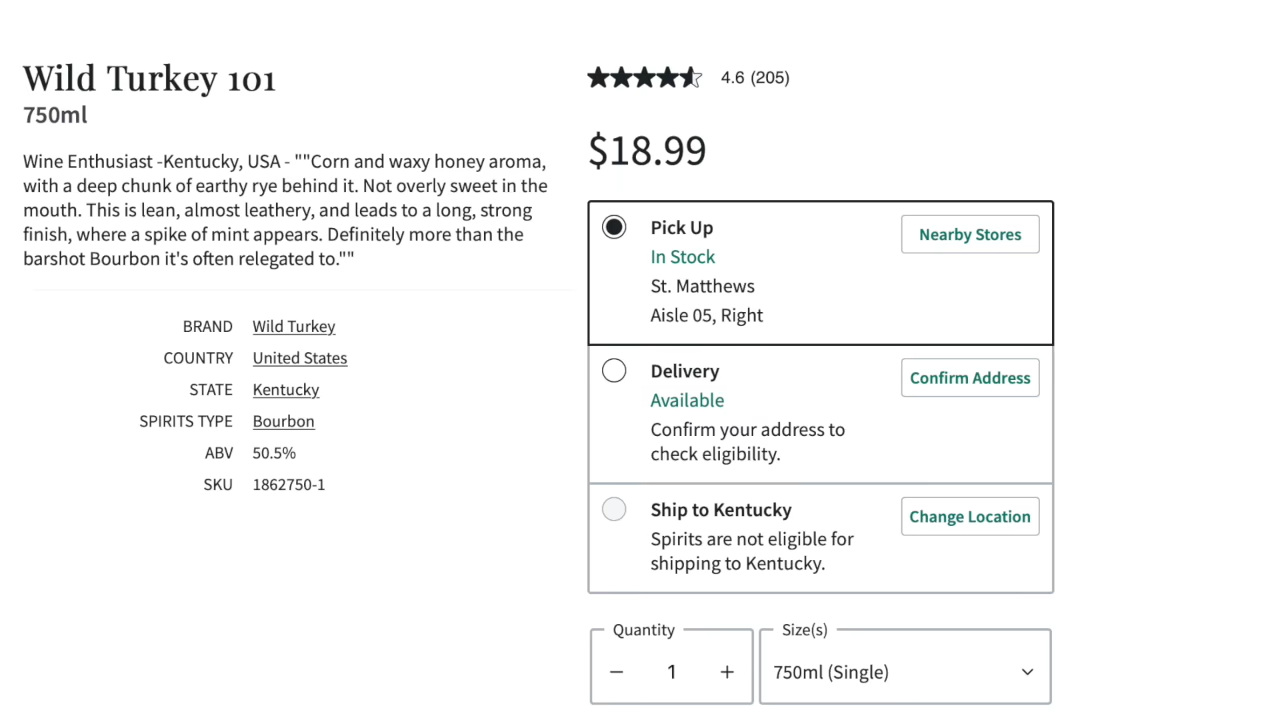 Wild Turkey 101
750ml
Wine Enthusiast -Kentucky, USA - ""Corn and waxy honey aroma,
with a deep chunk of earthy rye behind it. Not overly sweet in the
mouth. This is lean, almost leathery, and leads to a long, strong
finish, where a spike of mint appears. Definitely more than the
barshot Bourbon it's often relegated to.""
BRAND Wild Turkey
COUNTRY United States
STATE Kentucky
SPIRITS TYPE Bourbon
ABV 50.5%
SKU 1862750-1
4.6 (205)
$18.99
Pick Up
Nearby Stores
In Stock
St. Matthews
Aisle 05, Right
Delivery
Confirm Address
Available
Confirm your address to
check eligibility.
Ship to Kentucky
Change Location
Spirits are not eligible for
shipping to Kentucky.
Quantity
− 1 +
Size(s)
750ml (Single)